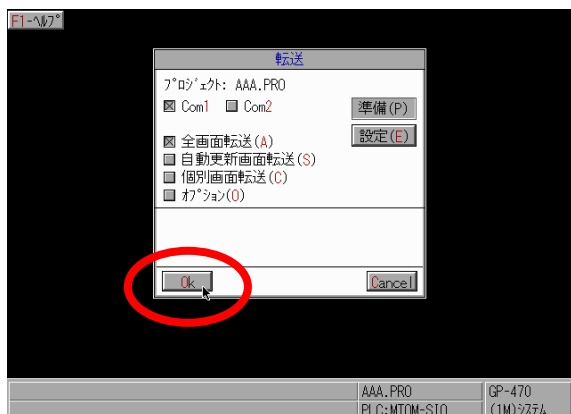 F1-ﾍﾙﾌﾟ
転送
ﾌﾟﾛｼﾞｪｸﾄ: AAA.PRO
Com1 Com2
準備(P)
全画面転送(A)
設定(E)
自動更新画面転送(S)
個別画面転送(C)
ｵﾌﾟｼｮﾝ(O)
Ok
Cancel
AAA.PRO
GP-470
PLC:MTOM-SIO
(1M)ｼｽﾃﾑ